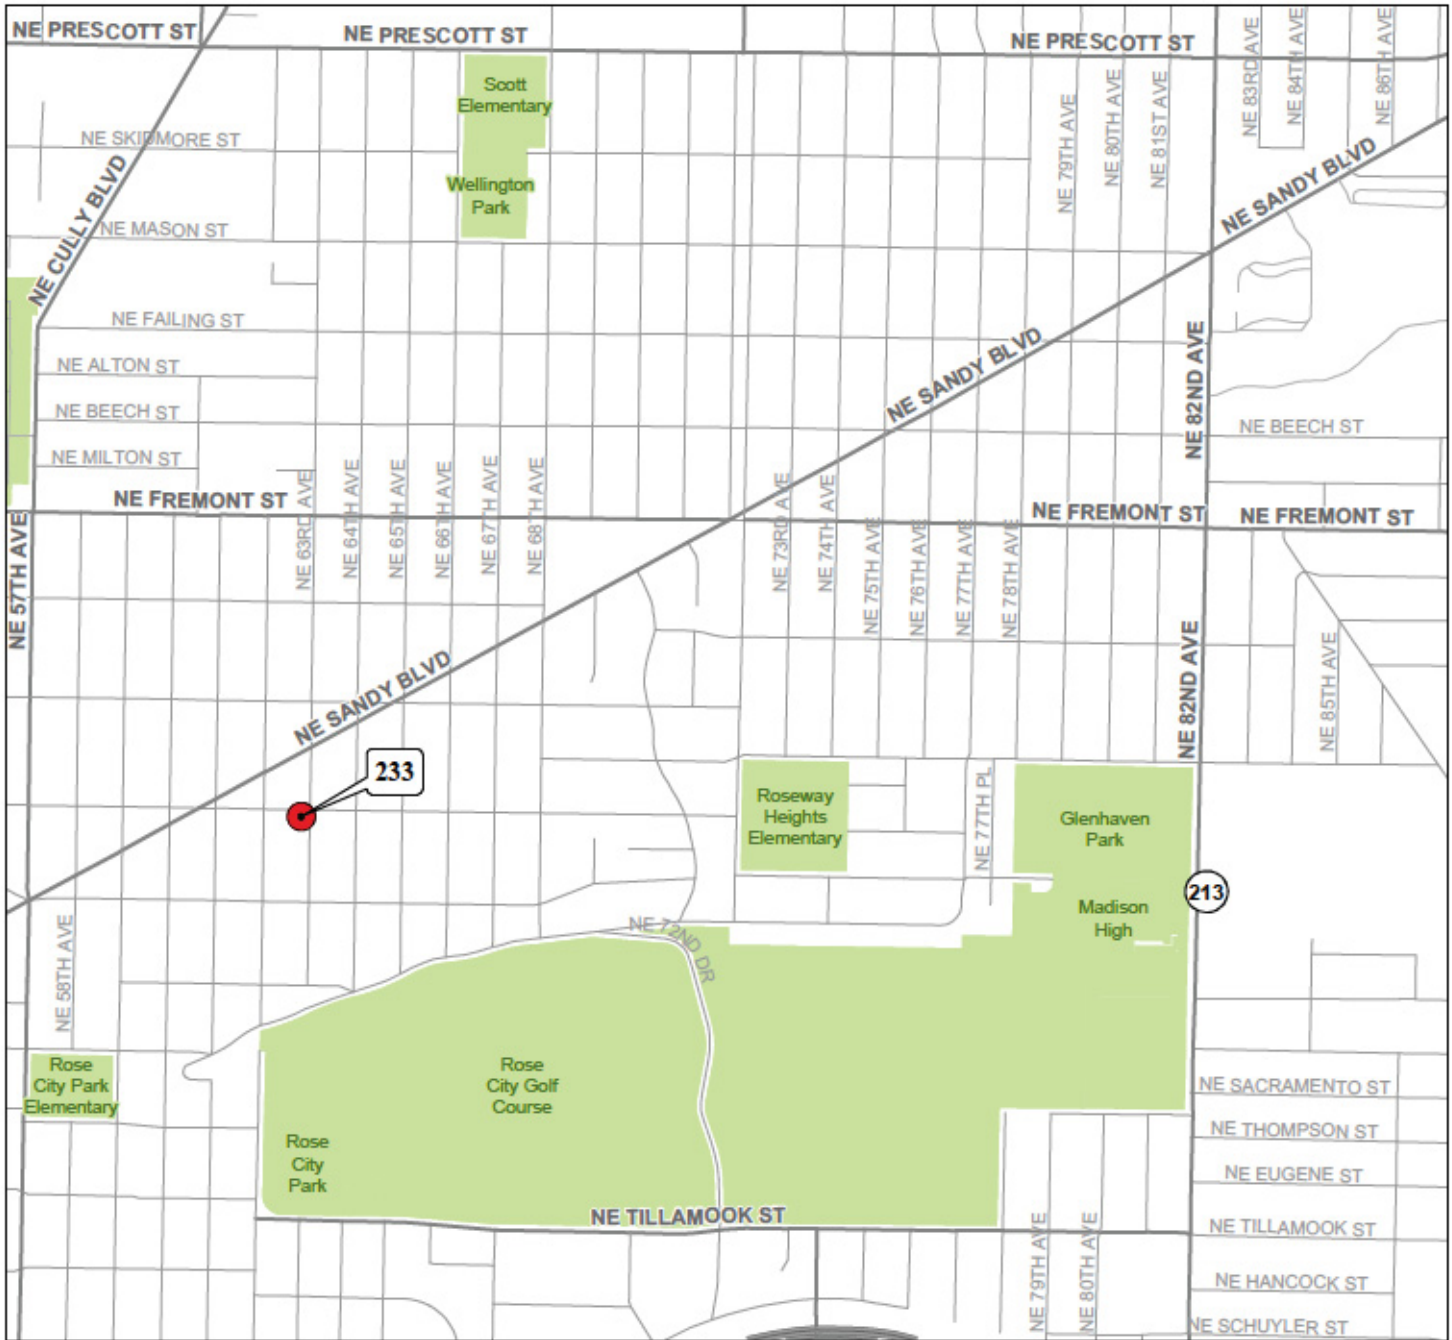 NE PRESCOTT ST
NE PRESCOTT ST
NE PRESCOTT ST
NE 83RD AVE
NE 84TH AVE
NE 86TH AVE
Scott
Elementary
NE 79TH AVE
NE 80TH AVE
NE 81ST AVE
NE SKIDMORE ST
NE CULLY BLVD
Wellington
Park
NE SANDY BLVD
NE MASON ST
NE FAILING ST
NE ALTON ST
NE BEECH ST
NE MILTON ST
NE SANDY BLVD
NE 82ND AVE
NE BEECH ST
NE FREMONT ST
NE FREMONT ST
NE FREMONT ST
NE 57TH AVE
NE 63RD AVE
NE 64TH AVE
NE 65TH AVE
NE 66TH AVE
NE 67TH AVE
NE 68TH AVE
NE 73RD AVE
NE 74TH AVE
NE 75TH AVE
NE 76TH AVE
NE 77TH AVE
NE 78TH AVE
NE SANDY BLVD
NE 82ND AVE
NE 85TH AVE
233
Roseway
Heights
Elementary
NE 77TH PL
Glenhaven
Park
213
Madison
High
NE 58TH AVE
NE 72ND DR
Rose
City Park
Elementary
Rose
City Golf
Course
Rose
City
Park
NE SACRAMENTO ST
NE THOMPSON ST
NE EUGENE ST
NE TILLAMOOK ST
NE TILLAMOOK ST
NE 79TH AVE
NE 80TH AVE
NE HANCOCK ST
NE SCHUYLER ST